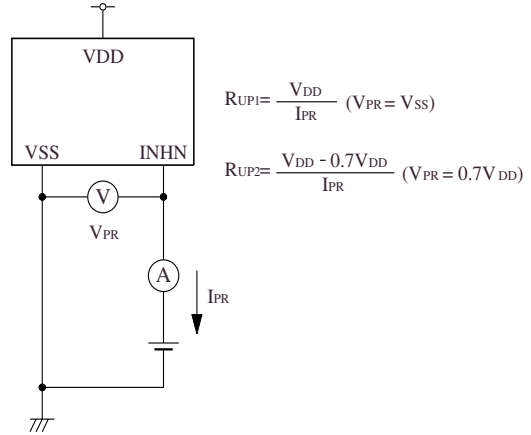 VDD
VSS INHN
V
VPR
A
IPR
RUP1= VDD / IPR (VPR = VSS)
RUP2= VDD - 0.7VDD / IPR (VPR = 0.7VDD)